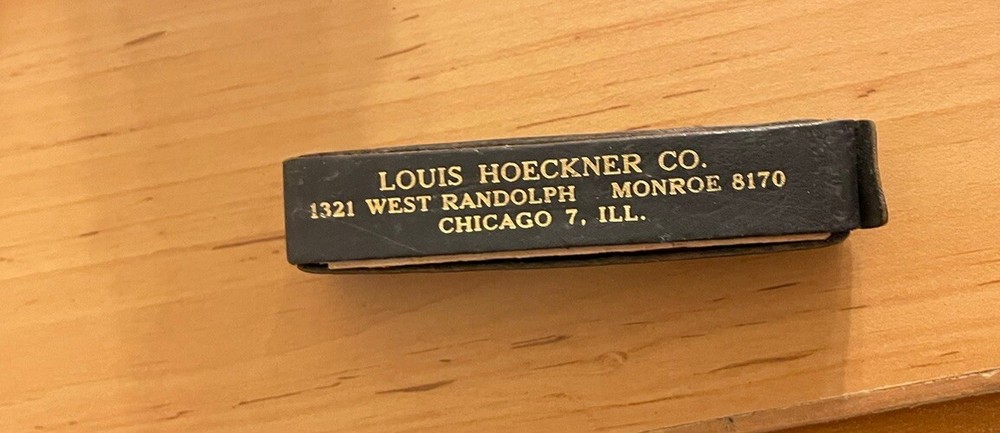 LOUIS HOECKNER CO.
1321 WEST RANDOLPH MONROE 8170
CHICAGO 7, ILL.